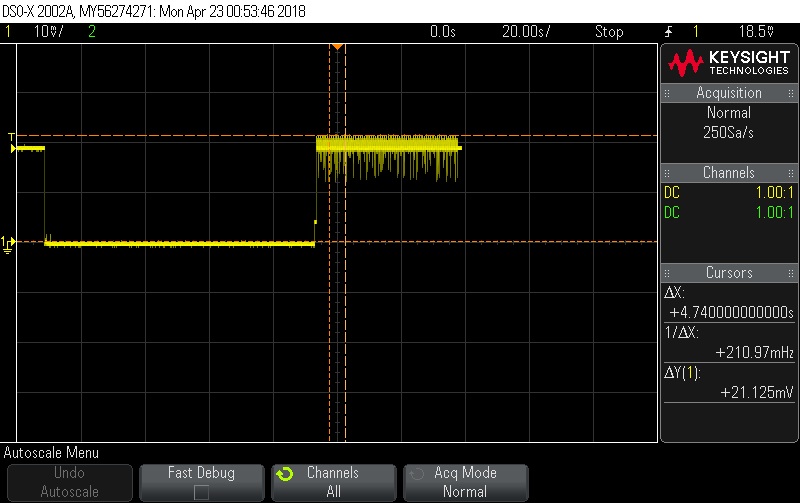 DSO-X 2002A, MY56274271: Mon Apr 23 00:53:46 2018
1 10mV/ 2 0.0s 20.00s/ Stop 1 18.5mV
KEYSIGHT
TECHNOLOGIES
Acquisition
Normal
250Sa/s
Channels
DC 1.00:1
DC 1.00:1
Cursors
ΔX:
+4.740000000000s
1/ΔX:
+210.97mHz
ΔY(1):
+21.125mV
T
1
Autoscale Menu
Undo
Autoscale
Fast Debug
Channels
All
Acq Mode
Normal